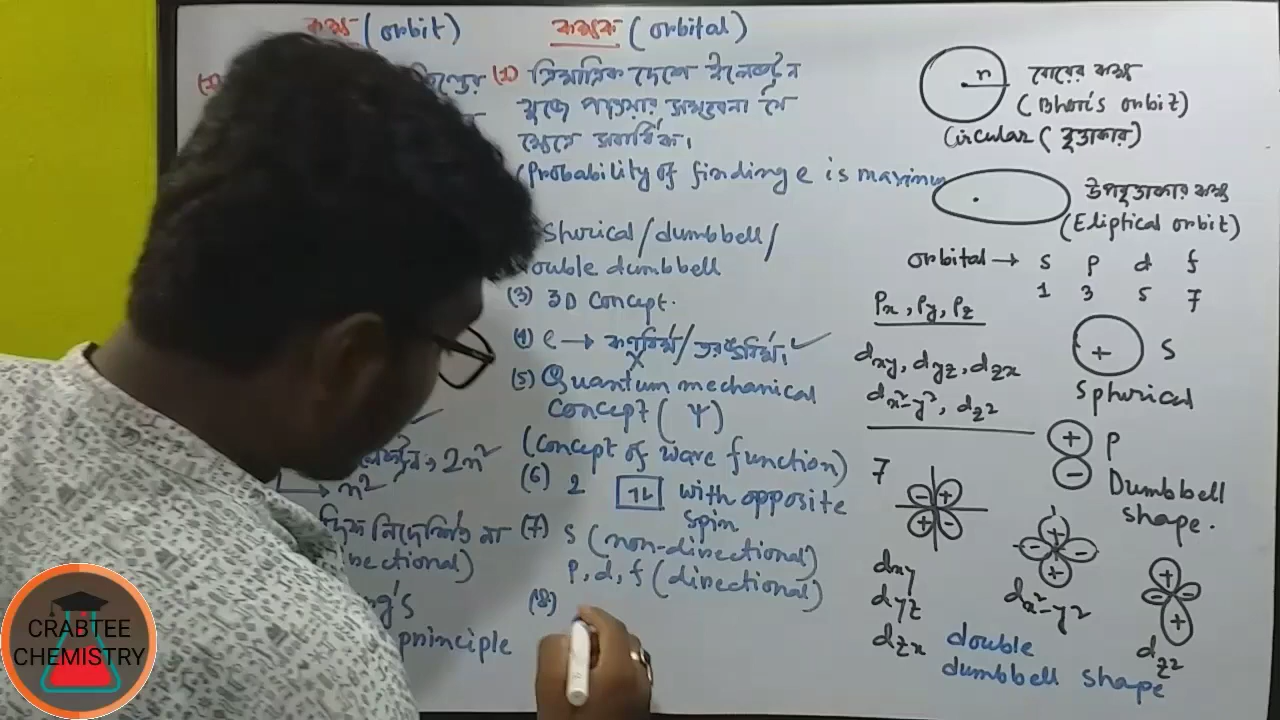 কক্ষ (orbit)
কক্ষক (orbital)
(১) ত্রিমাত্রিক দেশে ইলেকট্রন
খুজে পাওয়ার সম্ভাবনা যে
সর্বাধিক।
(Probability of finding e is maximum
Sherical/dumbbell/
ouble dumbbell
(3) 3D concept.
(4) e → কণাধর্মী/তরঙ্গধর্মী।
(5) Quantum mechanical
concept (Ψ)
(concept of wave function)
(6) 2 1L with opposite
spin
(7) S (non-directional)
P, d, f (directional)
(8)
2n²
n²
নির্দেশিত না
ectional)
g's
principle
r বোরের কক্ষ
(Bhor's orbit)
Circular (বৃত্তাকার)
উপবৃত্তাকার কক্ষ
(Eliptical orbit)
orbital → s p d f
1 3 5 7
Px, Py, Pz
dxy, dyz, dzx
dx²-y², dz²
+ S
Spherical
+ P
-
Dumbbell
shape.
7
- +
+ -
dxy
dyz
dzx
+
- -
+
dx²-y²
+
- -
+
dz²
double
dumbbell shape
CRABTEE
CHEMISTRY